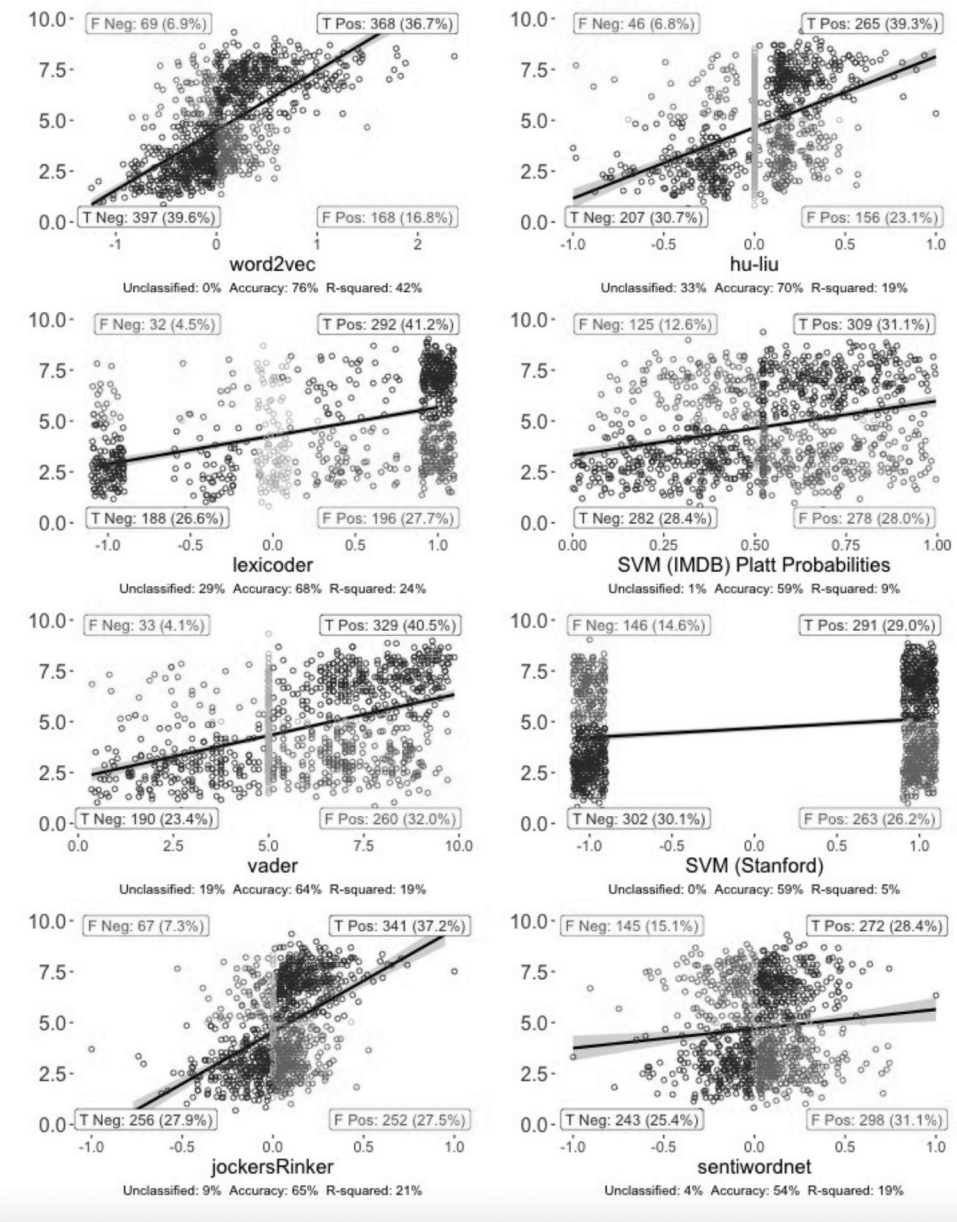 10.0-
F Neg: 69 (6.9%)
T Pos: 368 (36.7%)
7.5-
5.0-
2.5-
0.0-
T Neg: 397 (39.6%)
F Pos: 168 (16.8%)
-1 0 1 2
word2vec
Unclassified: 0% Accuracy: 76% R-squared: 42%
10.0-
F Neg: 46 (6.8%)
T Pos: 265 (39.3%)
7.5-
5.0-
2.5-
0.0-
T Neg: 207 (30.7%)
F Pos: 156 (23.1%)
-1.0 -0.5 0.0 0.5 1.0
hu-liu
Unclassified: 33% Accuracy: 70% R-squared: 19%
10.0-
F Neg: 32 (4.5%)
T Pos: 292 (41.2%)
7.5-
5.0-
2.5-
0.0-
T Neg: 188 (26.6%)
F Pos: 196 (27.7%)
-1.0 -0.5 0.0 0.5 1.0
lexicoder
Unclassified: 29% Accuracy: 68% R-squared: 24%
10.0-
F Neg: 125 (12.6%)
T Pos: 309 (31.1%)
7.5-
5.0-
2.5-
0.0-
T Neg: 282 (28.4%)
F Pos: 278 (28.0%)
0.00 0.25 0.50 0.75 1.00
SVM (IMDB) Platt Probabilities
Unclassified: 1% Accuracy: 59% R-squared: 9%
10.0-
F Neg: 33 (4.1%)
T Pos: 329 (40.5%)
7.5-
5.0-
2.5-
0.0-
T Neg: 190 (23.4%)
F Pos: 260 (32.0%)
0.0 2.5 5.0 7.5 10.0
vader
Unclassified: 19% Accuracy: 64% R-squared: 19%
10.0-
F Neg: 146 (14.6%)
T Pos: 291 (29.0%)
7.5-
5.0-
2.5-
0.0-
T Neg: 302 (30.1%)
F Pos: 263 (26.2%)
-1.0 -0.5 0.0 0.5 1.0
SVM (Stanford)
Unclassified: 0% Accuracy: 59% R-squared: 5%
10.0-
F Neg: 67 (7.3%)
T Pos: 341 (37.2%)
7.5-
5.0-
2.5-
0.0-
T Neg: 256 (27.9%)
F Pos: 252 (27.5%)
-1.0 -0.5 0.0 0.5 1.0
jockersRinker
Unclassified: 9% Accuracy: 65% R-squared: 21%
10.0-
F Neg: 145 (15.1%)
T Pos: 272 (28.4%)
7.5-
5.0-
2.5-
0.0-
T Neg: 243 (25.4%)
F Pos: 298 (31.1%)
-1.0 -0.5 0.0 0.5 1.0
sentiwordnet
Unclassified: 4% Accuracy: 54% R-squared: 19%